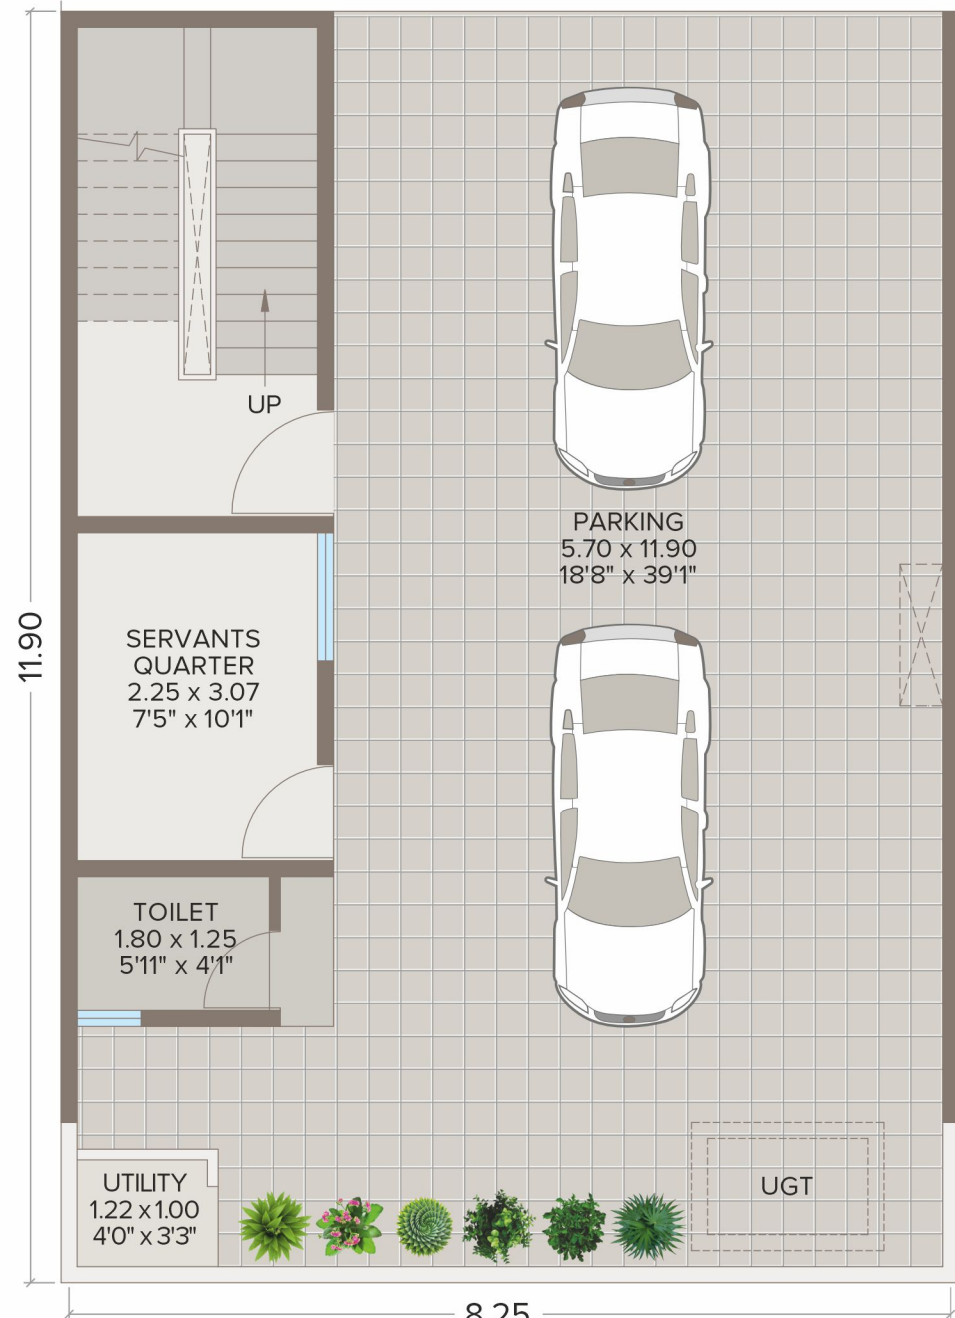 UP
PARKING
5.70 x 11.90
18'8" x 39'1"
11.90
SERVANTS
QUARTER
2.25 x 3.07
7'5" x 10'1"
TOILET
1.80 x 1.25
5'11" x 4'1"
UTILITY
1.22 x 1.00
4'0" x 3'3"
UGT
8.25